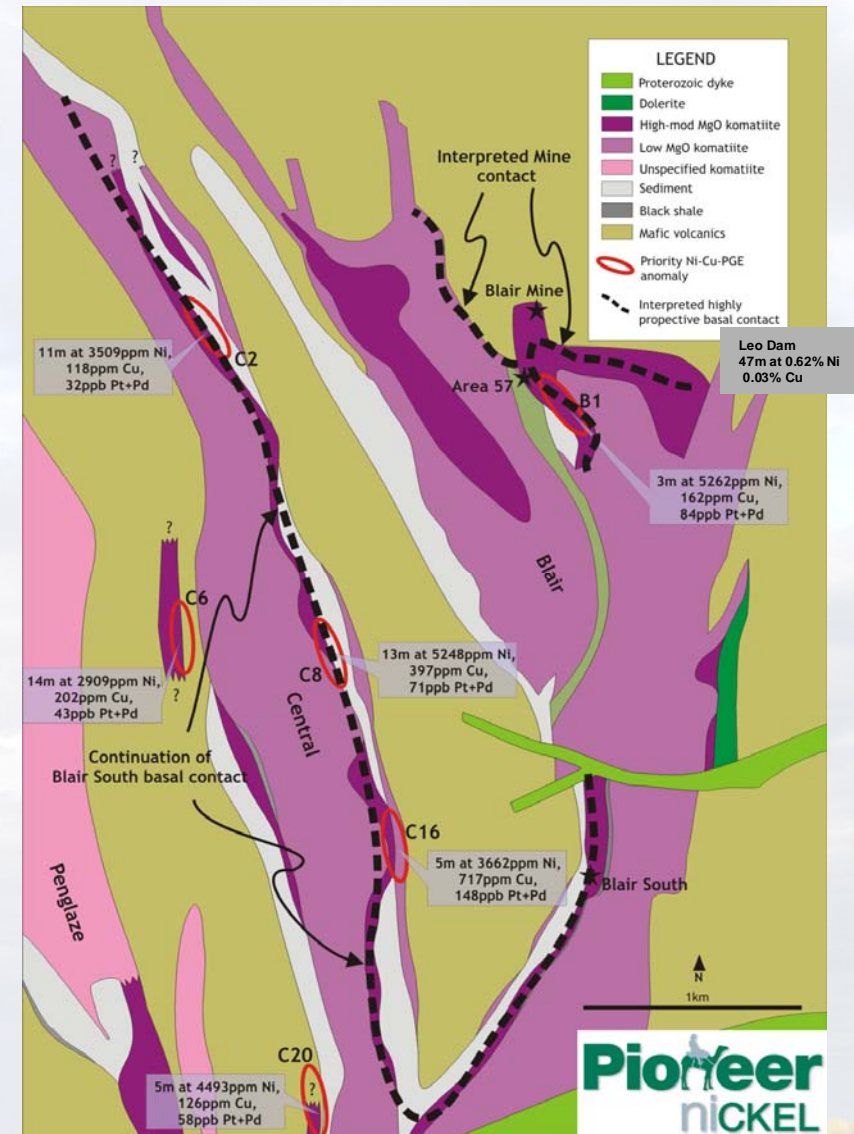 LEGEND
Proterozoic dyke
Dolerite
High-mod MgO komatiite
Low MgO komatiite
Unspecified komatiite
Sediment
Black shale
Mafic volcanics
Priority Ni-Cu-PGE
anomaly
Interpreted highly
propective basal contact
Interpreted Mine
contact
Blair Mine
Leo Dam
47m at 0.62% Ni
0.03% Cu
? ?
11m at 3509ppm Ni,
118ppm Cu,
32ppb Pt+Pd
C2
Area 57
B1
3m at 5262ppm Ni,
162ppm Cu,
84ppb Pt+Pd
?
C6
14m at 2909ppm Ni,
202ppm Cu,
43ppb Pt+Pd
?
Blair
C8
13m at 5248ppm Ni,
397ppm Cu,
71ppb Pt+Pd
Central
Continuation of
Blair South basal contact
C16
5m at 3662ppm Ni,
717ppm Cu,
148ppb Pt+Pd
Blair South
Penglaze
N
1km
C20
?
5m at 4493ppm Ni,
126ppm Cu,
58ppb Pt+Pd
Pioneer
niCKEL